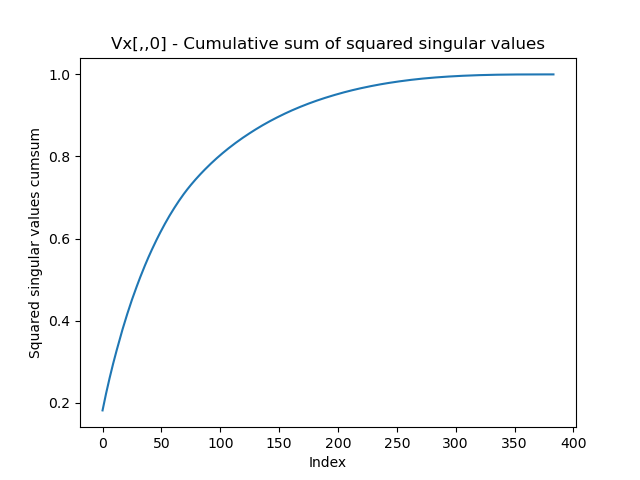 Vx[,,0] - Cumulative sum of squared singular values
1.0
0.8
0.6
0.4
0.2
Squared singular values cumsum
0 50 100 150 200 250 300 350 400
Index